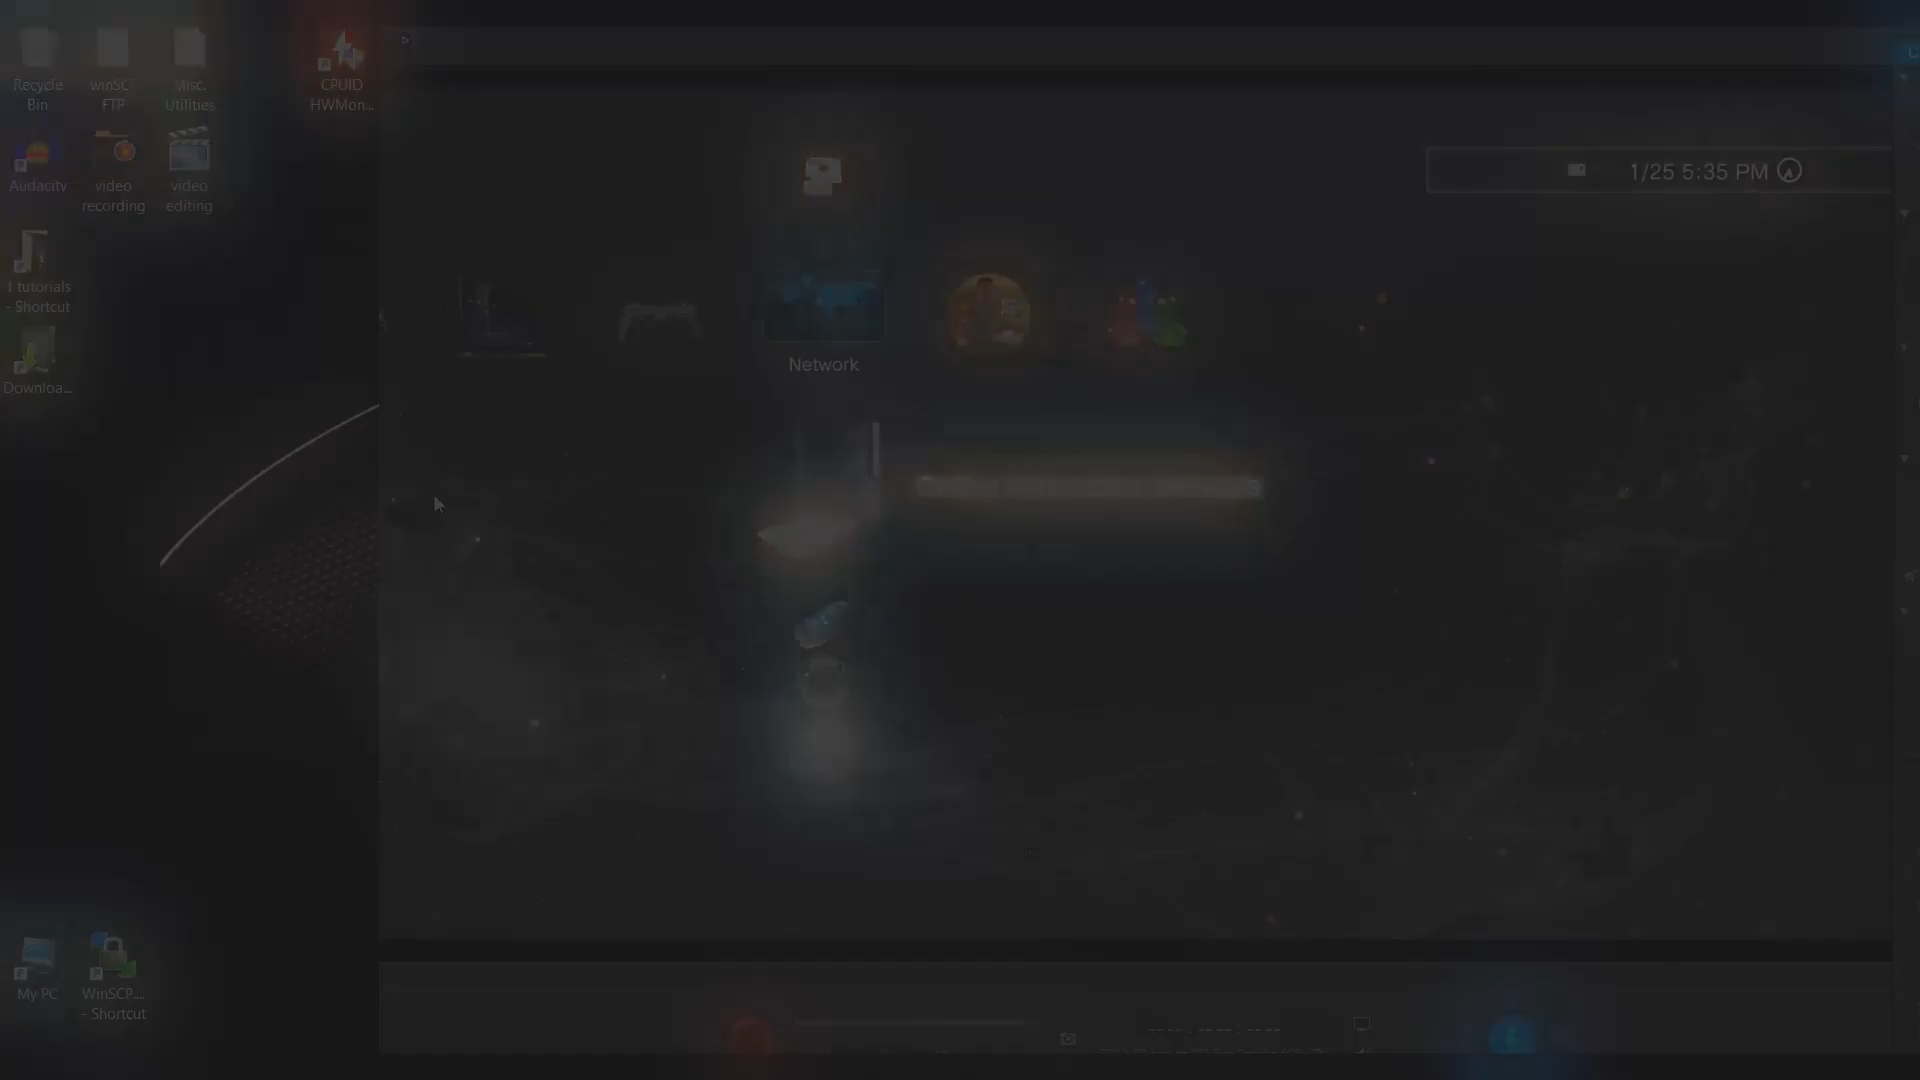 Recycle
Bin
winSC
FTP
Misc.
Utilities
CPUID
HWMon...
Audacity
video
recording
video
editing
1/25 5:35 PM
tutorials
- Shortcut
Network
Downloa...
My PC
WinSCP....
- Shortcut